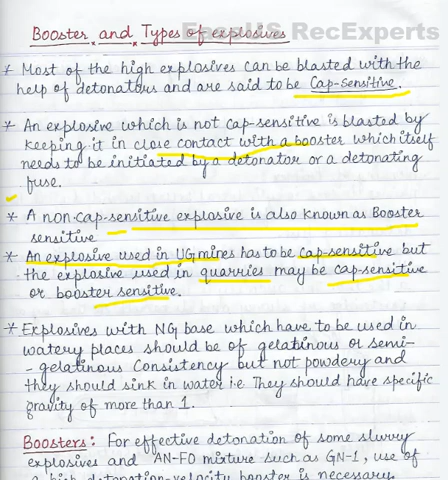 Booster and Types of explosives
EaseUS RecExperts
* Most of the high explosives can be blasted with the
help of detonators and are said to be Cap-Sensitive.
* An explosive which is not cap-sensitive is blasted by
keeping it in close contact with a booster which itself
needs to be initiated by a detonator or a detonating
fuse.
* A non-cap-sensitive explosive is also known as Booster
sensitive
* An explosive used in UG mines has to be cap-sensitive but
the explosive used in quarries may be cap-sensitive
or booster sensitive.
* Explosives with NG base which have to be used in
watery places should be of gelatinous or semi-
- gelatinous Consistency but not powdery and
they should sink in water i.e They should have specific
gravity of more than 1.
Boosters: For effective detonation of some slurry
explosives and AN-FO mixture such as GN-1, use of
a high detonation-velocity booster is necessary